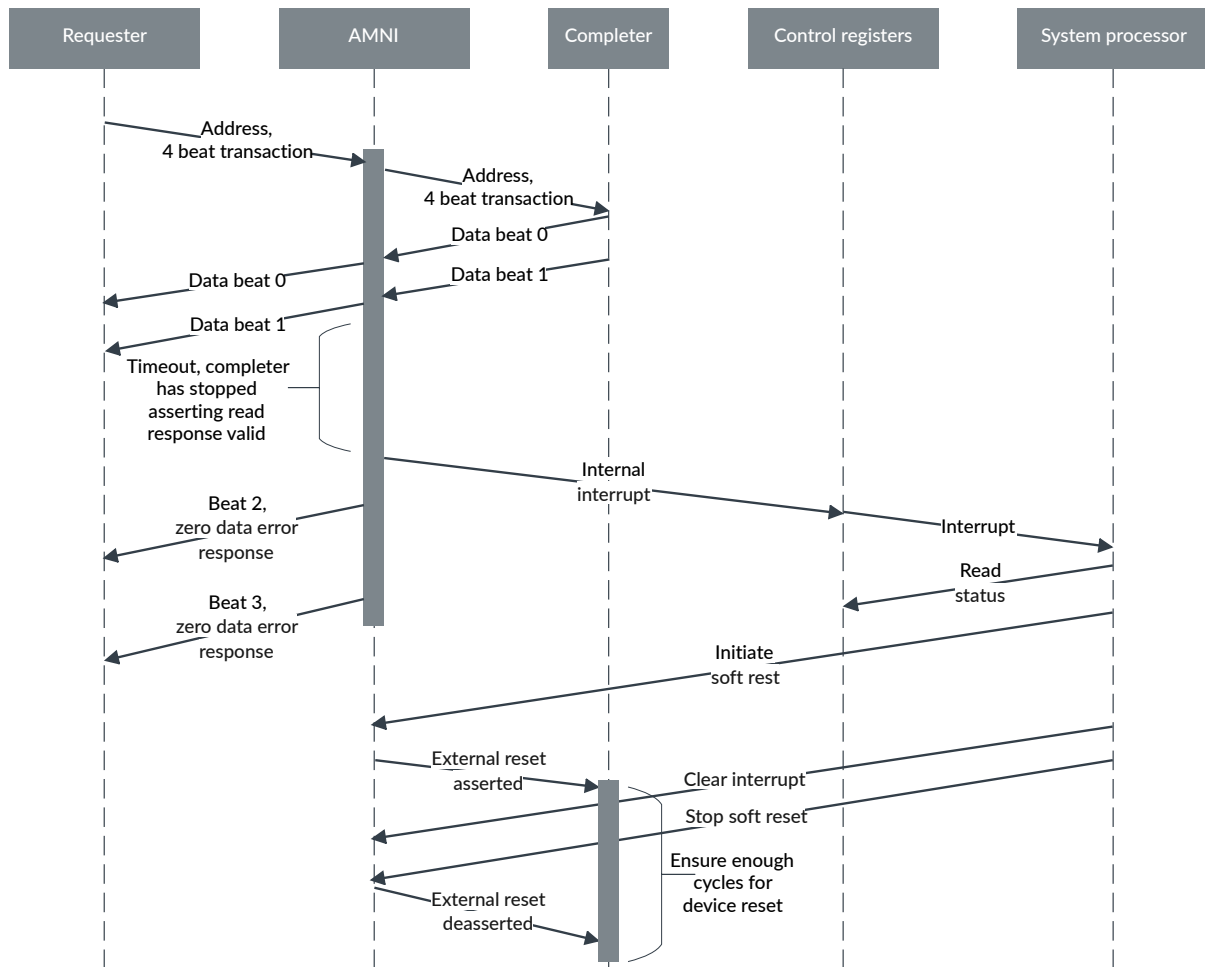 Requester
AMNI
Completer
Control registers
System processor
Address,
4 beat transaction
Address,
4 beat transaction
Data beat 0
Data beat 1
Data beat 0
Data beat 1
Timeout, completer
has stopped
asserting read
response valid
Internal
interrupt
Beat 2,
zero data error
response
Interrupt
Read
status
Beat 3,
zero data error
response
Initiate
soft rest
External reset
asserted
Clear interrupt
Stop soft reset
Ensure enough
cycles for
device reset
External reset
deasserted